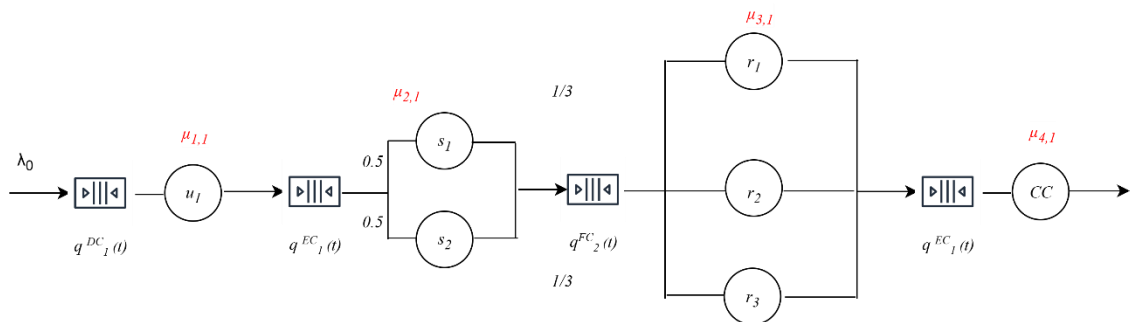 λ0
q DC1 (t)
μ1,1
u1
q EC1 (t)
0.5
0.5
μ2,1
s1
s2
1/3
q FC2 (t)
1/3
μ3,1
r1
r2
r3
q EC1 (t)
μ4,1
CC